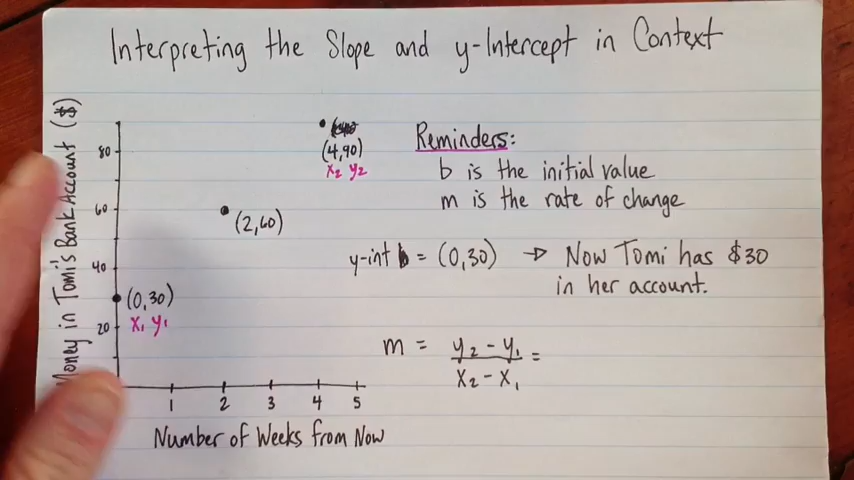 Interpreting the Slope and y-Intercept in Context
Money in Tomi's Bank Account ($)
80
60
40
20
(4,90)
x₂ y₂
(2,60)
(0,30)
x₁ y₁
1 2 3 4 5
Number of Weeks from Now
Reminders:
b is the initial value
m is the rate of change
y-int = (0,30) → Now Tomi has $30
in her account.
m = y₂ - y₁ =
x₂ - x₁